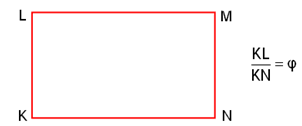 L M
KL
KN = φ
K N